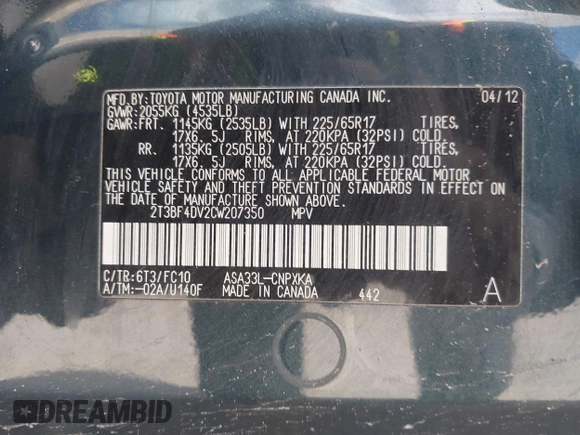 MFD.BY:TOYOTA MOTOR MANUFACTURING CANADA INC. 04/12
GVWR:2055KG (4535LB)
GAWR:FRT. 1145KG (2535LB) WITH 225/65R17 TIRES,
17X6. 5J RIMS, AT 220KPA (32PSI) COLD.
RR. 1135KG (2505LB) WITH 225/65R17 TIRES,
17X6. 5J RIMS, AT 220KPA (32PSI) COLD.
THIS VEHICLE CONFORMS TO ALL APPLICABLE FEDERAL MOTOR
VEHICLE SAFETY AND THEFT PREVENTION STANDARDS IN EFFECT ON
THE DATE OF MANUFACTURE SHOWN ABOVE.
2T3BF4DV2CW207350 MPV
C/TR:6T3/FC10 ASA33L-CNPXKA
A/TM:-02A/U140F MADE IN CANADA 442 A
DREAMBID